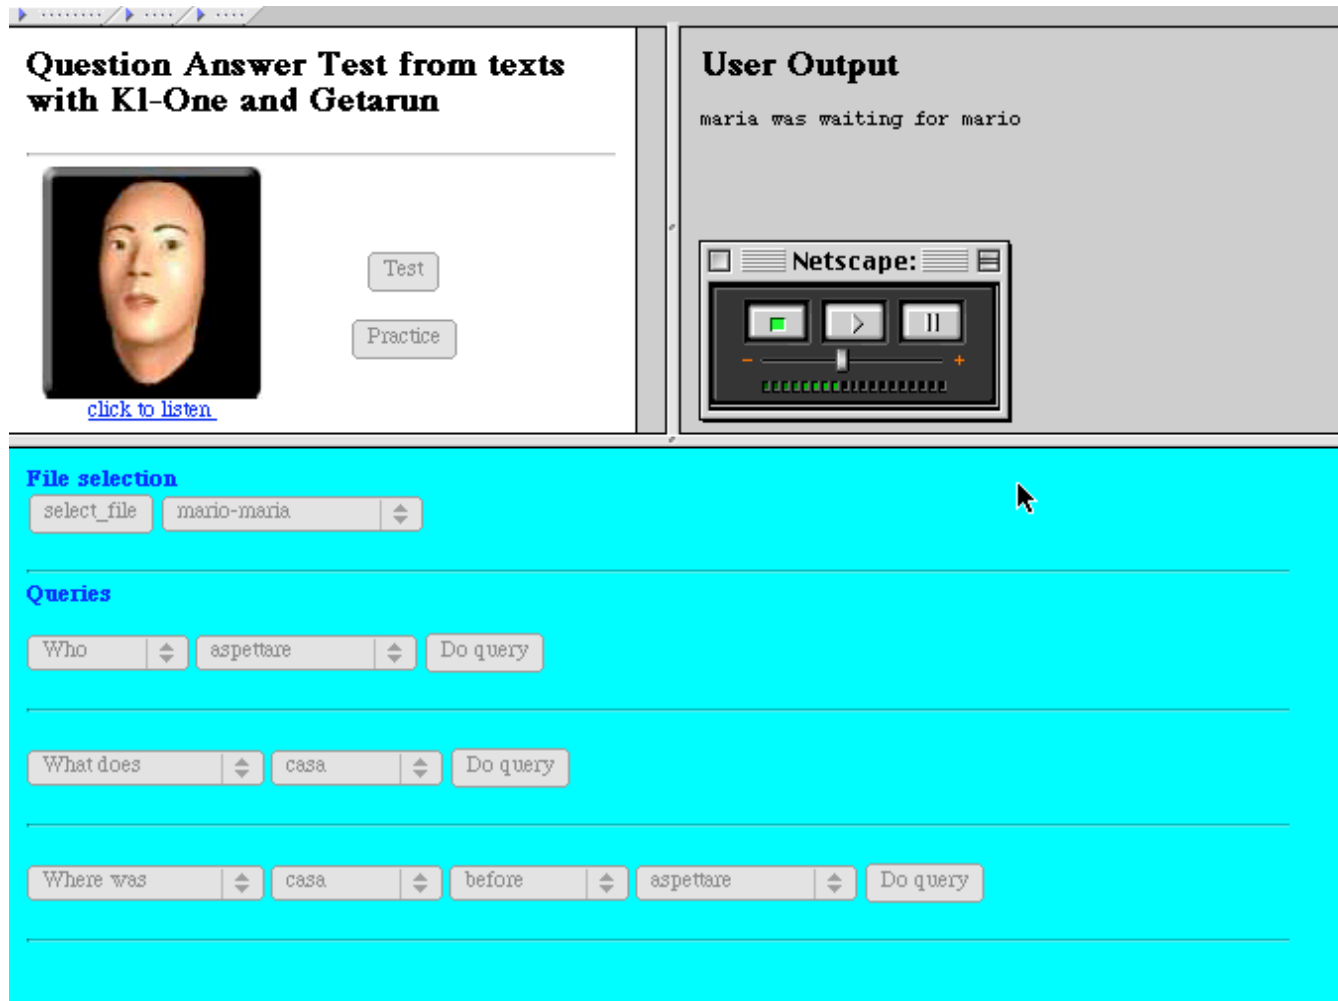 Question Answer Test from texts
with Kl-One and Getarun
Test
Practice
click to listen
User Output
maria was waiting for mario
Netscape:
- +
File selection
select_file mario-maria
Queries
Who aspettare Do query
What does casa Do query
Where was casa before aspettare Do query